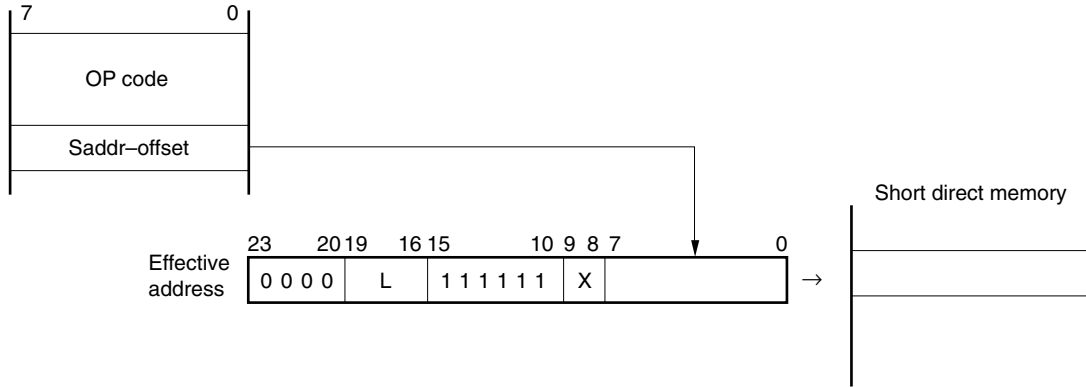 7 0
OP code
Saddr–offset
Short direct memory
23 20 19 16 15 10 9 8 7 0
Effective
address
0 0 0 0 L 1 1 1 1 1 1 X →